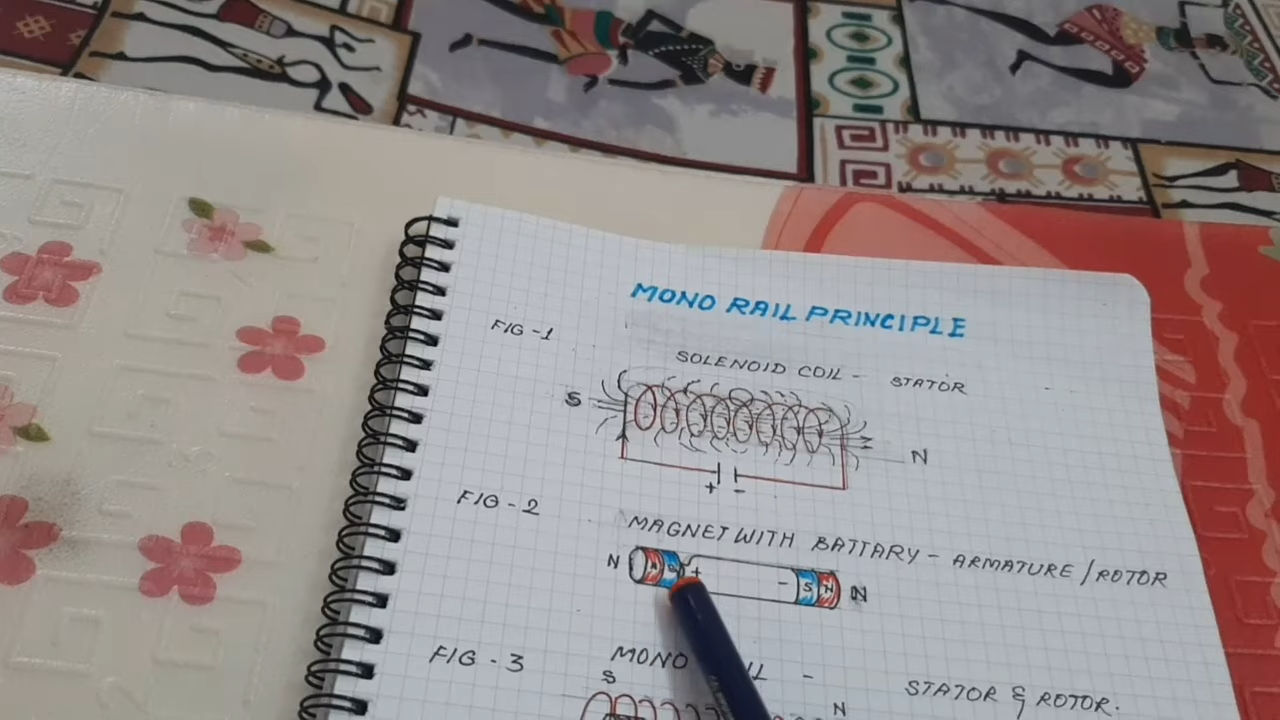 MONO RAIL PRINCIPLE
FIG-1
SOLENOID COIL - STATOR
S
N
+ -
FIG-2
MAGNET WITH BATTARY - ARMATURE/ROTOR
N + - S N N
FIG-3
MONO - STATOR & ROTOR.
S
N